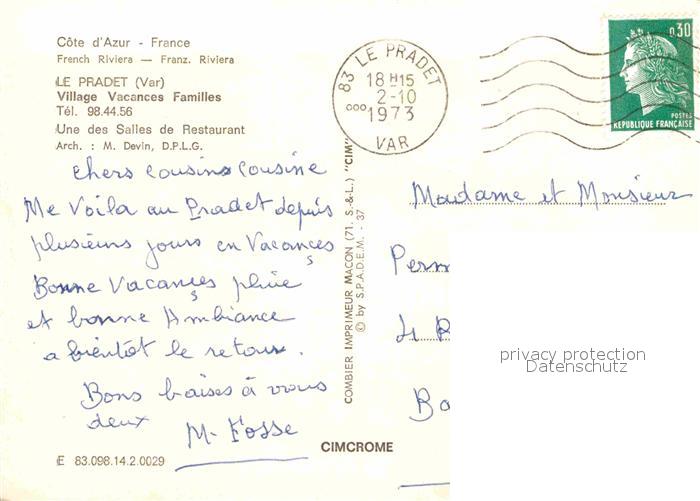 Côte d'Azur - France
French Riviera — Franz. Riviera
LE PRADET (Var)
Village Vacances Familles
Tél. 98.44.56
Une des Salles de Restaurant
Arch. : M. Devin, D.P.L.G.
chers cousins cousine
Me Voila au Pradet depuis
plusieurs jours en Vacances
Bonne Vacances pluie
et bonne Ambiance
a bientôt le retour.
Bons baises à vous
deux
M. Fosse
E 83.098.14.2.0029
CIMCROME
COMBIER IMPRIMEUR MACON (71. S.-&-L.) "CIM"
© by S.P.A.D.E.M. - 37
83 LE PRADET
18 H15
2-10
1973
VAR
0,30
POSTES
REPUBLIQUE FRANÇAISE
Madame et Monsieur
Perm
4 R
Bo
privacy protection
Datenschutz